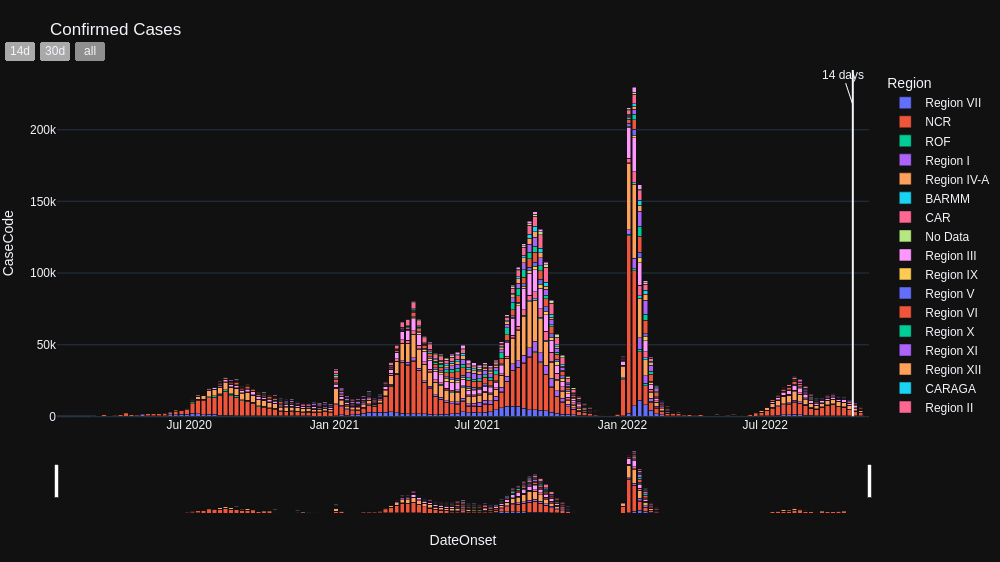 Confirmed Cases
14d 30d all
14 days
Region
Region VII
NCR
ROF
Region I
Region IV-A
BARMM
CAR
No Data
Region III
Region IX
Region V
Region VI
Region X
Region XI
Region XII
CARAGA
Region II
CaseCode
200k
150k
100k
50k
0
Jul 2020 Jan 2021 Jul 2021 Jan 2022 Jul 2022
DateOnset